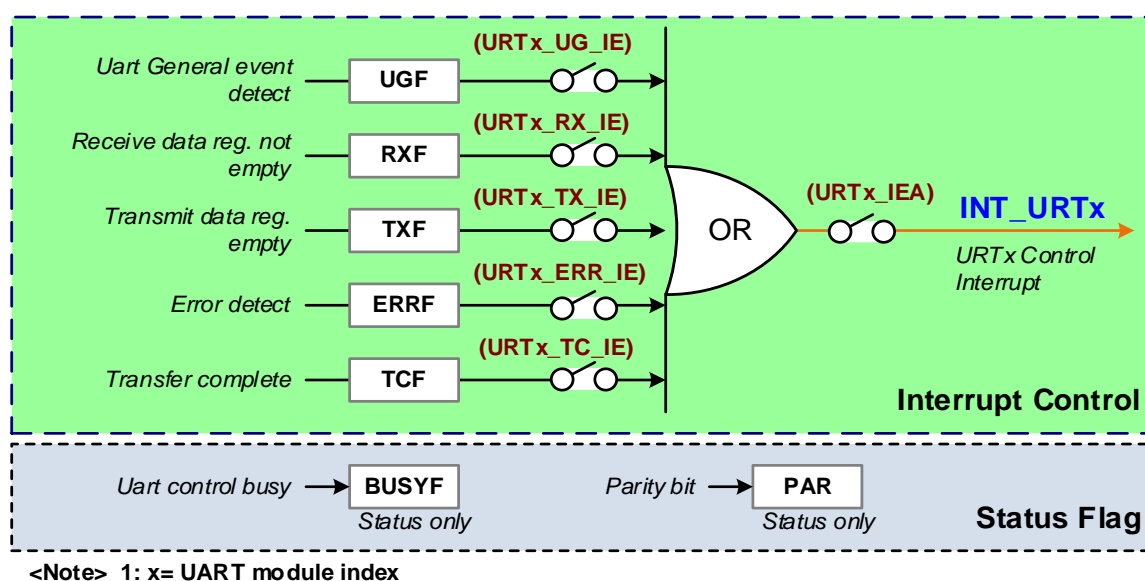 (URTx_UG_IE)
Uart General event
detect
UGF
(URTx_RX_IE)
Receive data reg. not
empty
RXF
(URTx_TX_IE)
Transmit data reg.
empty
TXF
OR
(URTx_IEA)
INT_URTx
URTx Control
Interrupt
(URTx_ERR_IE)
Error detect
ERRF
(URTx_TC_IE)
Transfer complete
TCF
Interrupt Control
Uart control busy
BUSYF
Status only
Parity bit
PAR
Status only
Status Flag
<Note> 1: x= UART module index